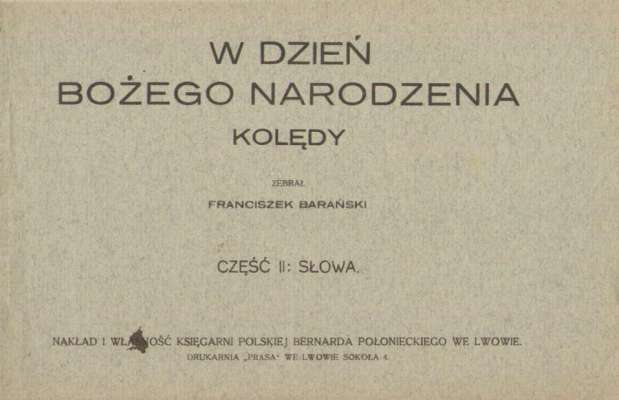 W DZIEŃ
BOŻEGO NARODZENIA
KOLĘDY
ZEBRAŁ
FRANCISZEK BARAŃSKI
CZĘŚĆ II: SŁOWA.
NAKŁAD I WŁASNOŚĆ KSIĘGARNI POLSKIEJ BERNARDA POŁONIECKIEGO WE LWOWIE.
DRUKARNIA „PRASA“ WE LWOWIE SOKOŁA 4.